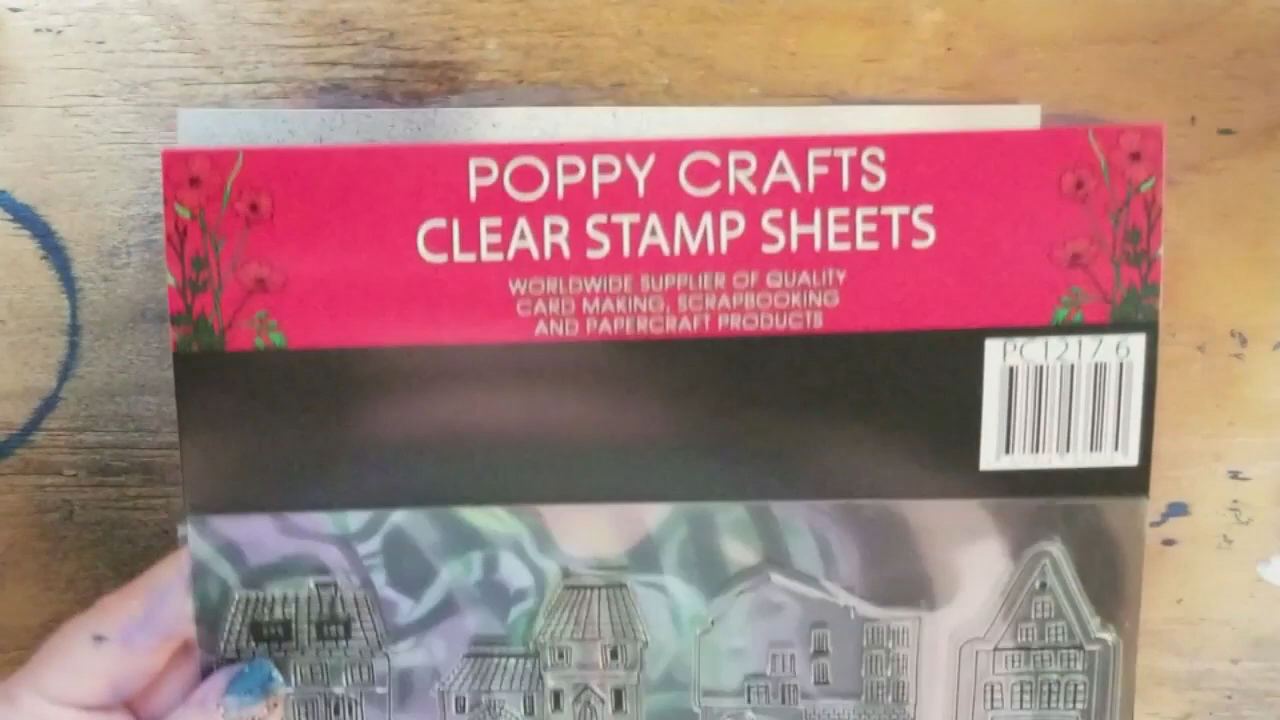 POPPY CRAFTS
CLEAR STAMP SHEETS
WORLDWIDE SUPPLIER OF QUALITY
CARD MAKING, SCRAPBOOKING
AND PAPERCRAFT PRODUCTS
PC1217 6